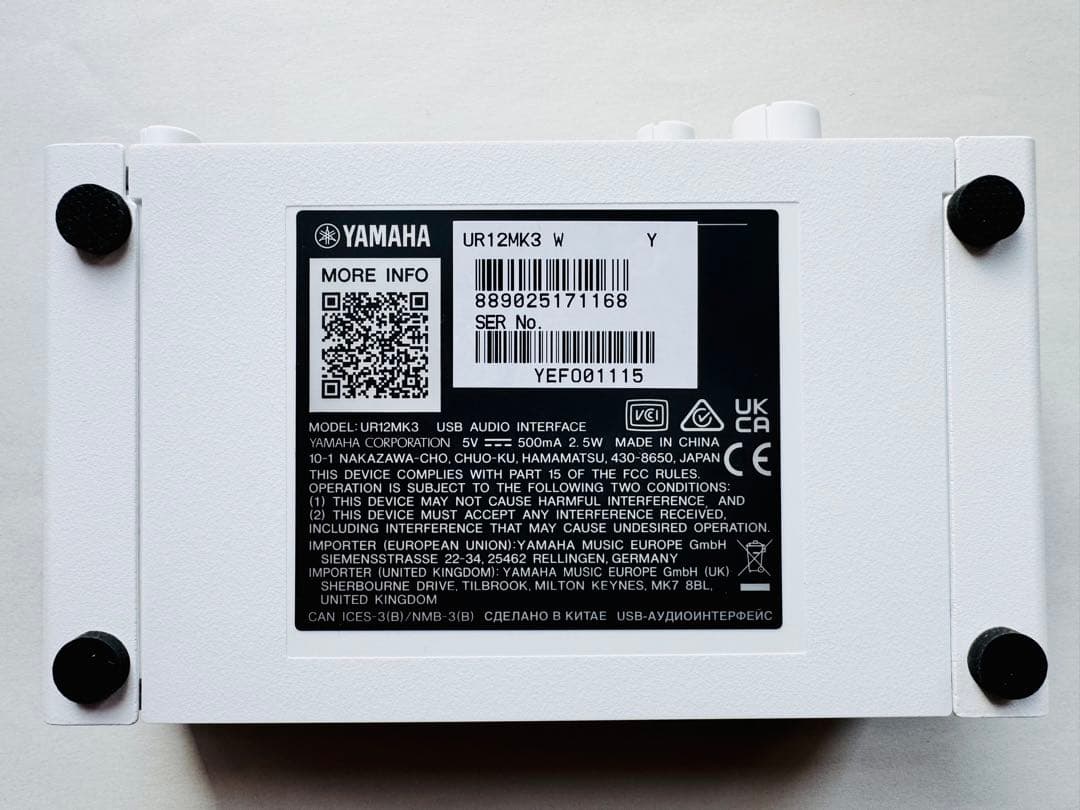 YAMAHA
MORE INFO
UR12MK3 W Y
889025171168
SER No.
YEFO01115
VCI
UK
CA
CE
MODEL: UR12MK3 USB AUDIO INTERFACE
YAMAHA CORPORATION 5V 500mA 2.5W MADE IN CHINA
10-1 NAKAZAWA-CHO, CHUO-KU, HAMAMATSU, 430-8650, JAPAN
THIS DEVICE COMPLIES WITH PART 15 OF THE FCC RULES.
OPERATION IS SUBJECT TO THE FOLLOWING TWO CONDITIONS:
(1) THIS DEVICE MAY NOT CAUSE HARMFUL INTERFERENCE, AND
(2) THIS DEVICE MUST ACCEPT ANY INTERFERENCE RECEIVED,
INCLUDING INTERFERENCE THAT MAY CAUSE UNDESIRED OPERATION.
IMPORTER (EUROPEAN UNION): YAMAHA MUSIC EUROPE GmbH
SIEMENSSTRASSE 22-34, 25462 RELLINGEN, GERMANY
IMPORTER (UNITED KINGDOM): YAMAHA MUSIC EUROPE GmbH (UK)
SHERBOURNE DRIVE, TILBROOK, MILTON KEYNES, MK7 8BL,
UNITED KINGDOM
CAN ICES-3(B)/NMB-3(B) СДЕЛАНО В КИТАЕ USB-АУДИОИНТЕРФЕЙС